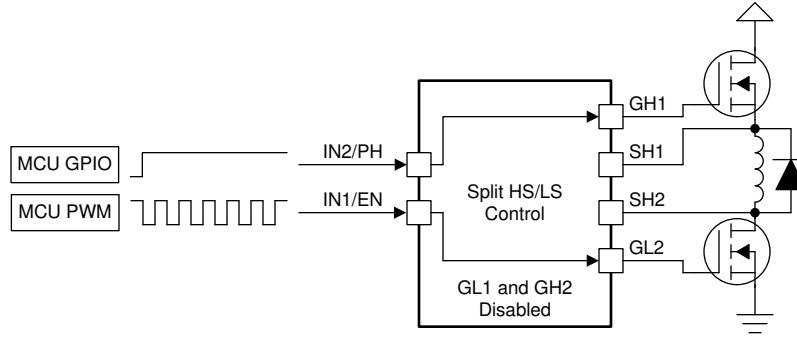 GH1
MCU GPIO
IN2/PH
SH1
MCU PWM
IN1/EN
Split HS/LS
Control
SH2
GL2
GL1 and GH2
Disabled